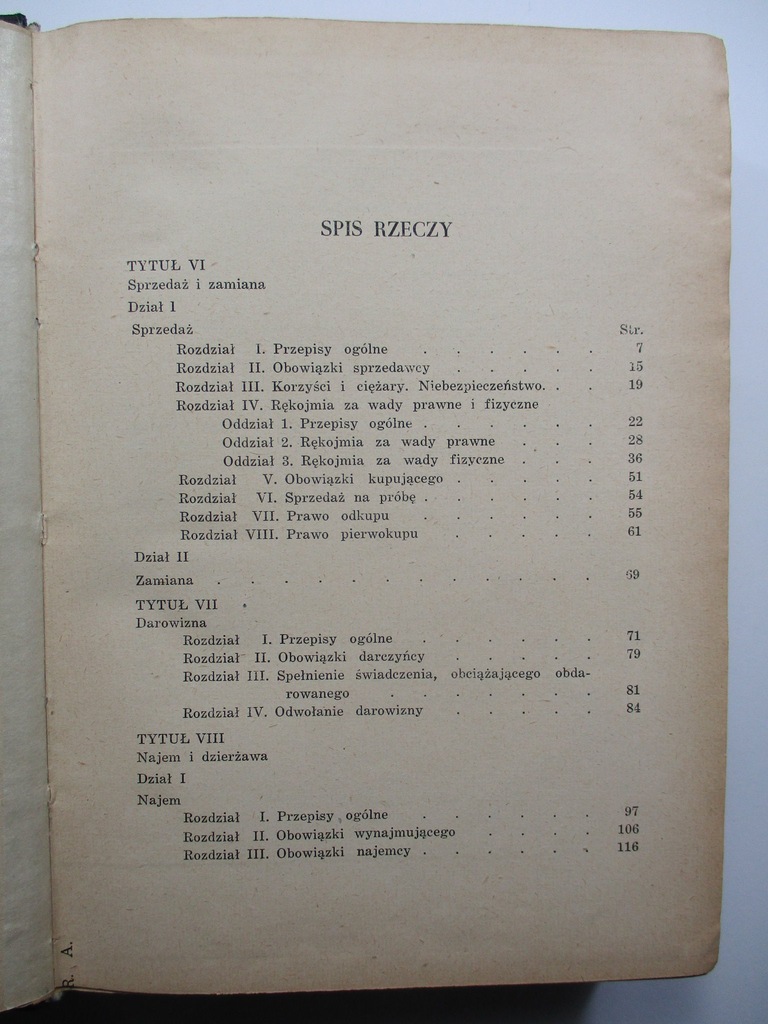 SPIS RZECZY
TYTUŁ VI
Sprzedaż i zamiana
Dział 1
Sprzedaż Str.
Rozdział I. Przepisy ogólne . . . . . . 7
Rozdział II. Obowiązki sprzedawcy . . . . . 15
Rozdział III. Korzyści i ciężary. Niebezpieczeństwo. . . 19
Rozdział IV. Rękojmia za wady prawne i fizyczne
Oddział 1. Przepisy ogólne . . . . . . 22
Oddział 2. Rękojmia za wady prawne . . . 28
Oddział 3. Rękojmia za wady fizyczne . . . 36
Rozdział V. Obowiązki kupującego . . . . . 51
Rozdział VI. Sprzedaż na próbę . . . . . . 54
Rozdział VII. Prawo odkupu . . . . . . 55
Rozdział VIII. Prawo pierwokupu . . . . . 61
Dział II
Zamiana . . . . . . . . . . . . 69
TYTUŁ VII
Darowizna
Rozdział I. Przepisy ogólne . . . . . . 71
Rozdział II. Obowiązki darczyńcy . . . . . 79
Rozdział III. Spełnienie świadczenia, obciążającego obda-
rowanego . . . . . . . 81
Rozdział IV. Odwołanie darowizny . . . . . 84
TYTUŁ VIII
Najem i dzierżawa
Dział I
Najem
Rozdział I. Przepisy ogólne . . . . . . 97
Rozdział II. Obowiązki wynajmującego . . . . 106
Rozdział III. Obowiązki najemcy . . . . . . 116
R. A.